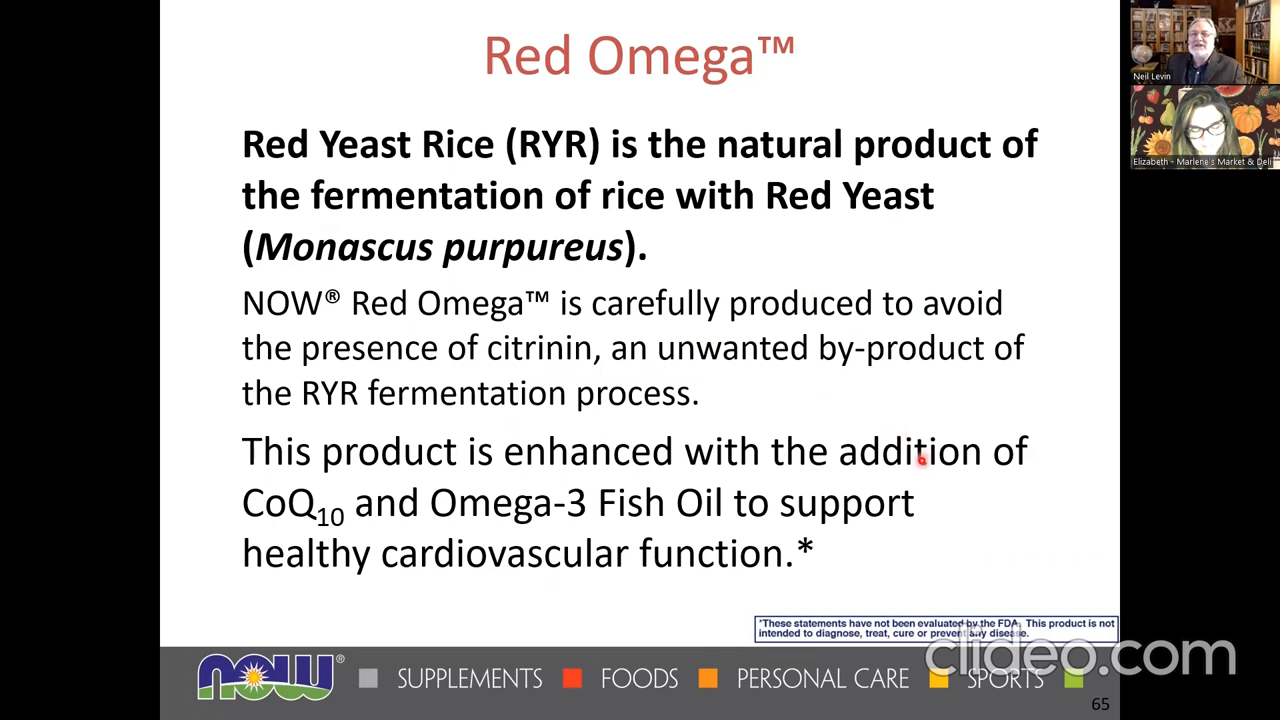 Red Omega™
Neil Levin
Elizabeth - Marlene's Market & Deli
Red Yeast Rice (RYR) is the natural product of
the fermentation of rice with Red Yeast
(Monascus purpureus).
NOW® Red Omega™ is carefully produced to avoid
the presence of citrinin, an unwanted by-product of
the RYR fermentation process.
This product is enhanced with the addition of
CoQ10 and Omega-3 Fish Oil to support
healthy cardiovascular function.*
*These statements have not been evaluated by the FDA. This product is not
intended to diagnose, treat, cure or prevent any disease.
clideo.com
NOW® SUPPLEMENTS FOODS PERSONAL CARE SPORTS
65